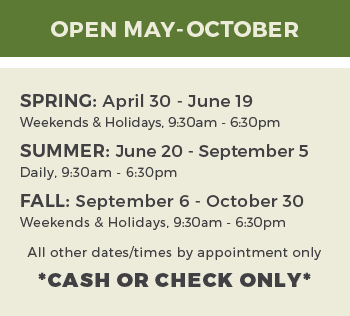 OPEN MAY-OCTOBER
SPRING: April 30 - June 19
Weekends & Holidays, 9:30am - 6:30pm
SUMMER: June 20 - September 5
Daily, 9:30am - 6:30pm
FALL: September 6 - October 30
Weekends & Holidays, 9:30am - 6:30pm
All other dates/times by appointment only
*CASH OR CHECK ONLY*